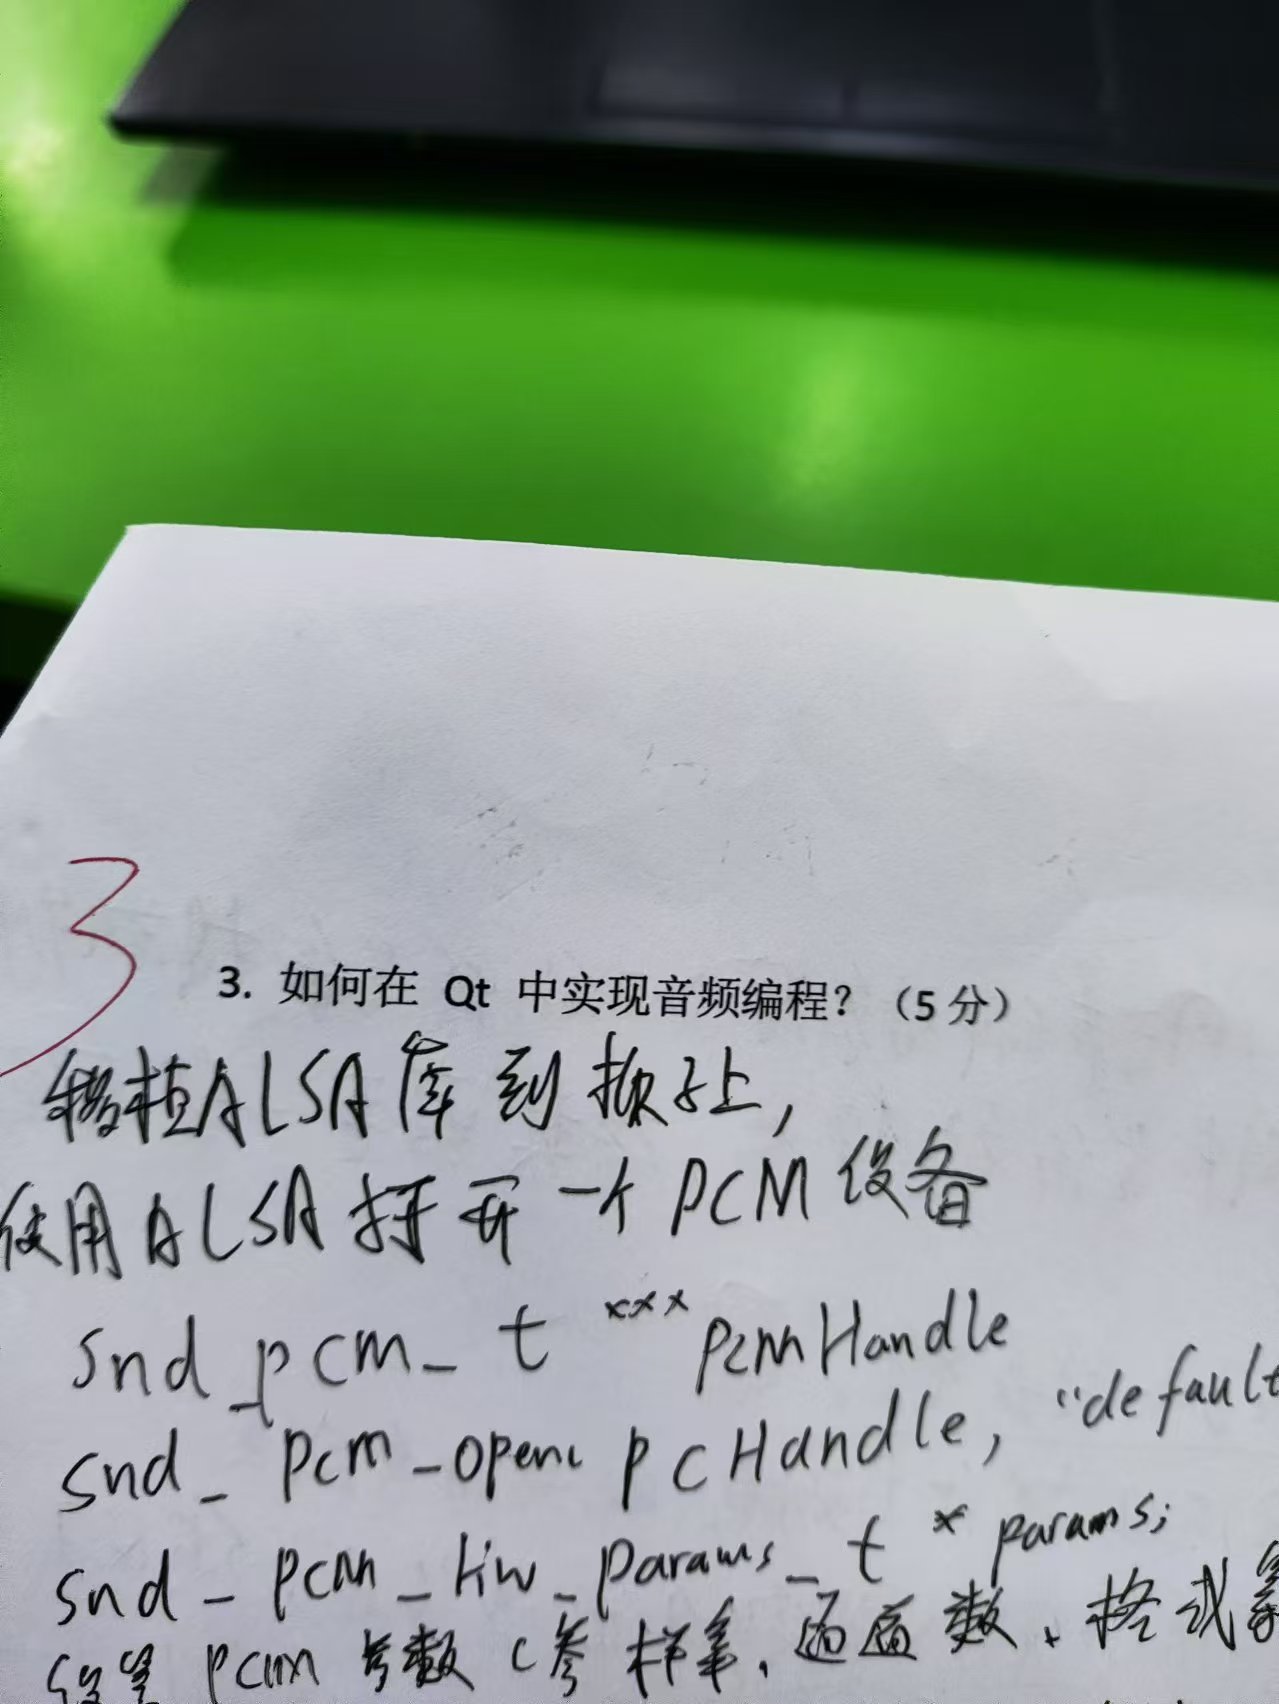 3
3. 如何在 Qt 中实现音频编程？（5 分）
移植ALSA库到板子上，
使用ALSA打开一个PCM设备
snd_pcm_t *** pcmHandle
snd_pcm_open( pcHandle, "default
snd_pcm_hw_params_t * params;
设置 pcm 参数（采样率、通道数、格式等